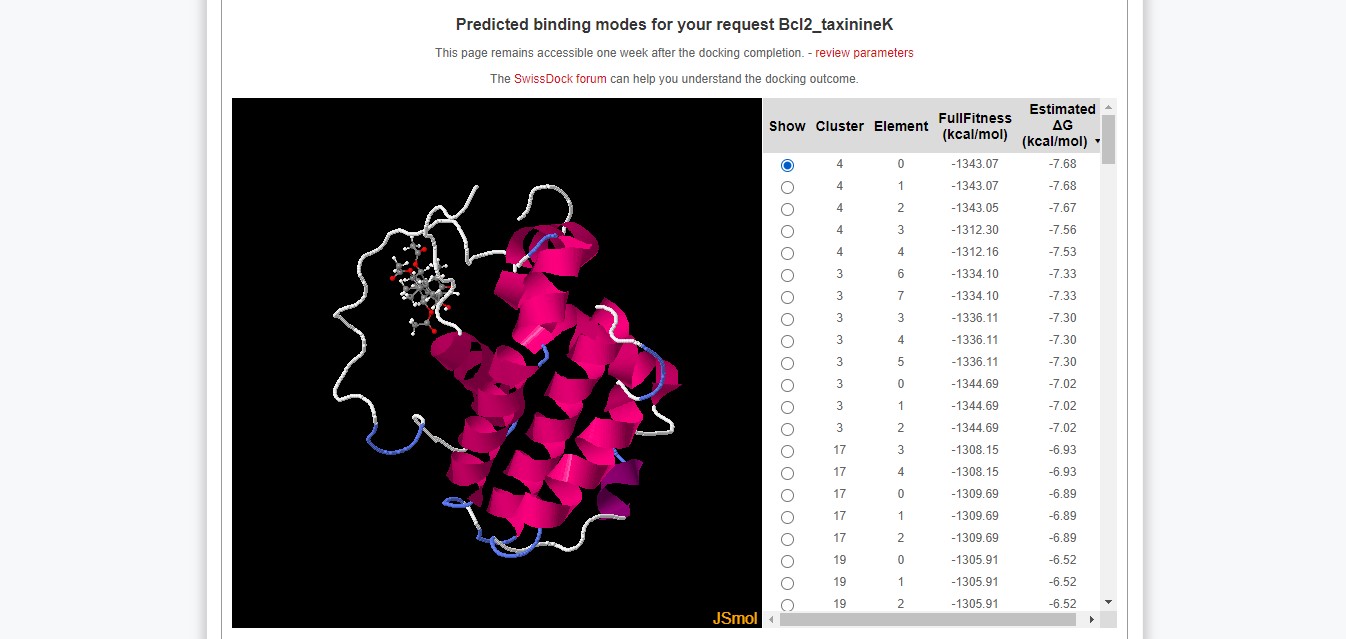 Predicted binding modes for your request Bcl2_taxinineK
This page remains accessible one week after the docking completion. - review parameters
The SwissDock forum can help you understand the docking outcome.
Show Cluster Element FullFitness (kcal/mol) Estimated ΔG (kcal/mol)
4 0 -1343.07 -7.68
4 1 -1343.07 -7.68
4 2 -1343.05 -7.67
4 3 -1312.30 -7.56
4 4 -1312.16 -7.53
3 6 -1334.10 -7.33
3 7 -1334.10 -7.33
3 3 -1336.11 -7.30
3 4 -1336.11 -7.30
3 5 -1336.11 -7.30
3 0 -1344.69 -7.02
3 1 -1344.69 -7.02
3 2 -1344.69 -7.02
17 3 -1308.15 -6.93
17 4 -1308.15 -6.93
17 0 -1309.69 -6.89
17 1 -1309.69 -6.89
17 2 -1309.69 -6.89
19 0 -1305.91 -6.52
19 1 -1305.91 -6.52
19 2 -1305.91 -6.52
JSmol